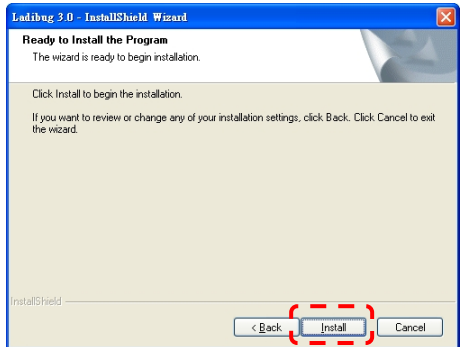 Ladibug 3.0 - InstallShield Wizard
Ready to Install the Program
The wizard is ready to begin installation.
Click Install to begin the installation.
If you want to review or change any of your installation settings, click Back. Click Cancel to exit
the wizard.
InstallShield
< Back Install Cancel